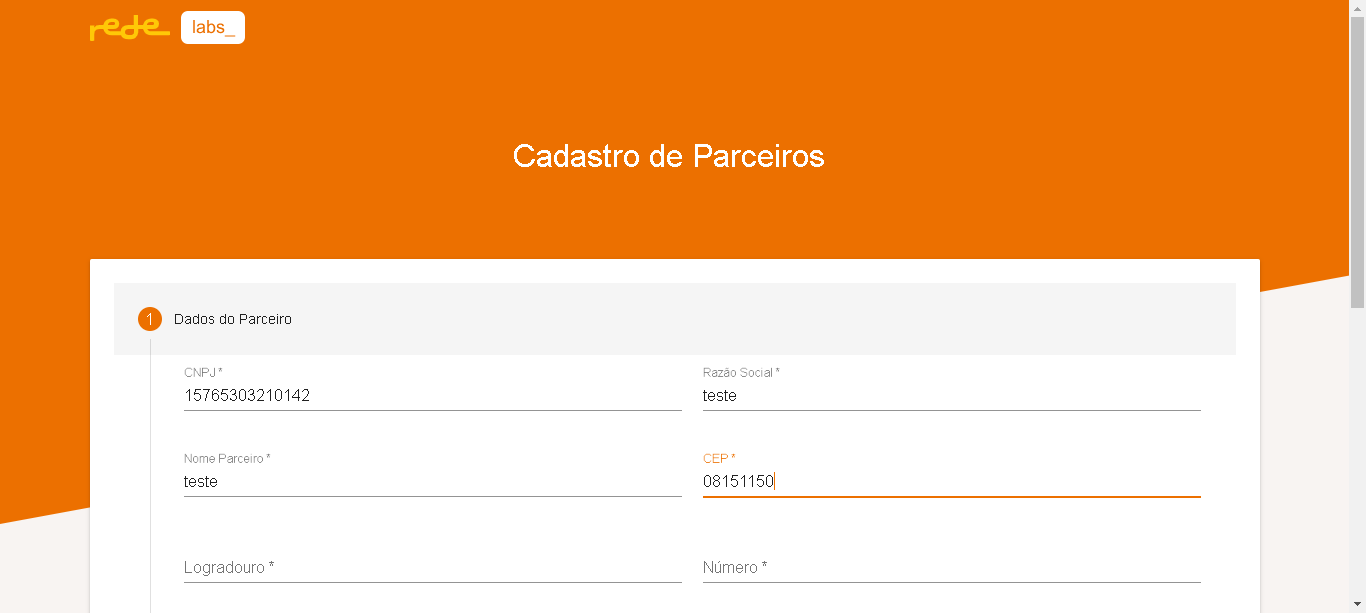 rede labs_
Cadastro de Parceiros
1 Dados do Parceiro
CNPJ * Razão Social *
15765303210142 teste
Nome Parceiro * CEP *
teste 08151150
Logradouro * Número *